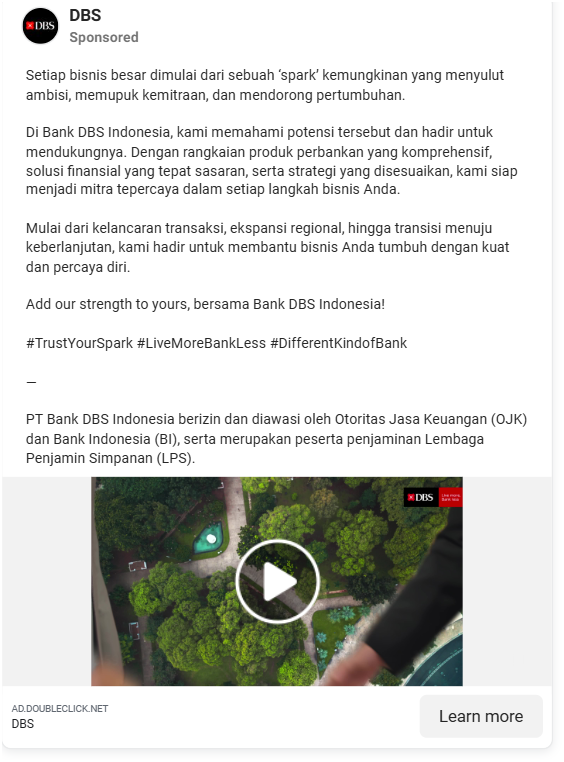 DBS
DBS
Sponsored
Setiap bisnis besar dimulai dari sebuah ‘spark’ kemungkinan yang menyulut
ambisi, memupuk kemitraan, dan mendorong pertumbuhan.
Di Bank DBS Indonesia, kami memahami potensi tersebut dan hadir untuk
mendukungnya. Dengan rangkaian produk perbankan yang komprehensif,
solusi finansial yang tepat sasaran, serta strategi yang disesuaikan, kami siap
menjadi mitra tepercaya dalam setiap langkah bisnis Anda.
Mulai dari kelancaran transaksi, ekspansi regional, hingga transisi menuju
keberlanjutan, kami hadir untuk membantu bisnis Anda tumbuh dengan kuat
dan percaya diri.
Add our strength to yours, bersama Bank DBS Indonesia!
#TrustYourSpark #LiveMoreBankLess #DifferentKindofBank
—
PT Bank DBS Indonesia berizin dan diawasi oleh Otoritas Jasa Keuangan (OJK)
dan Bank Indonesia (BI), serta merupakan peserta penjaminan Lembaga
Penjamin Simpanan (LPS).
DBS
Live more,
Bank less
AD.DOUBLECLICK.NET
DBS
Learn more